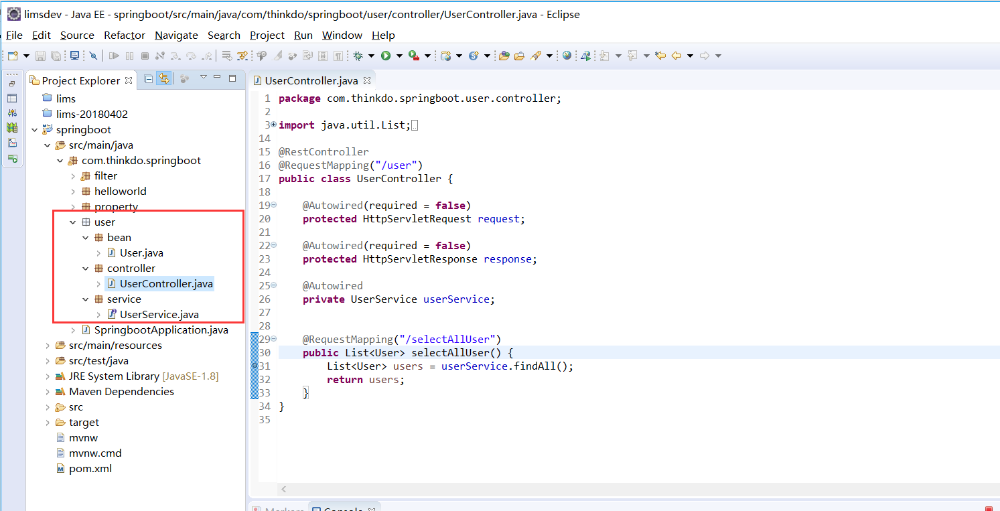 limsdev - Java EE - springboot/src/main/java/com/thinkdo/springboot/user/controller/UserController.java - Eclipse
File Edit Source Refactor Navigate Search Project Run Window Help
Project Explorer
lims
lims-20180402
springboot
src/main/java
com.thinkdo.springboot
filter
helloworld
property
user
bean
User.java
controller
UserController.java
service
UserService.java
SpringbootApplication.java
src/main/resources
src/test/java
JRE System Library [JavaSE-1.8]
Maven Dependencies
src
target
mvnw
mvnw.cmd
pom.xml
UserController.java
1 package com.thinkdo.springboot.user.controller;
2
3 import java.util.List;
14
15 @RestController
16 @RequestMapping("/user")
17 public class UserController {
18
19 @Autowired(required = false)
20 protected HttpServletRequest request;
21
22 @Autowired(required = false)
23 protected HttpServletResponse response;
24
25 @Autowired
26 private UserService userService;
27
28
29 @RequestMapping("/selectAllUser")
30 public List<User> selectAllUser() {
31 List<User> users = userService.findAll();
32 return users;
33 }
34 }
35
Markers Console